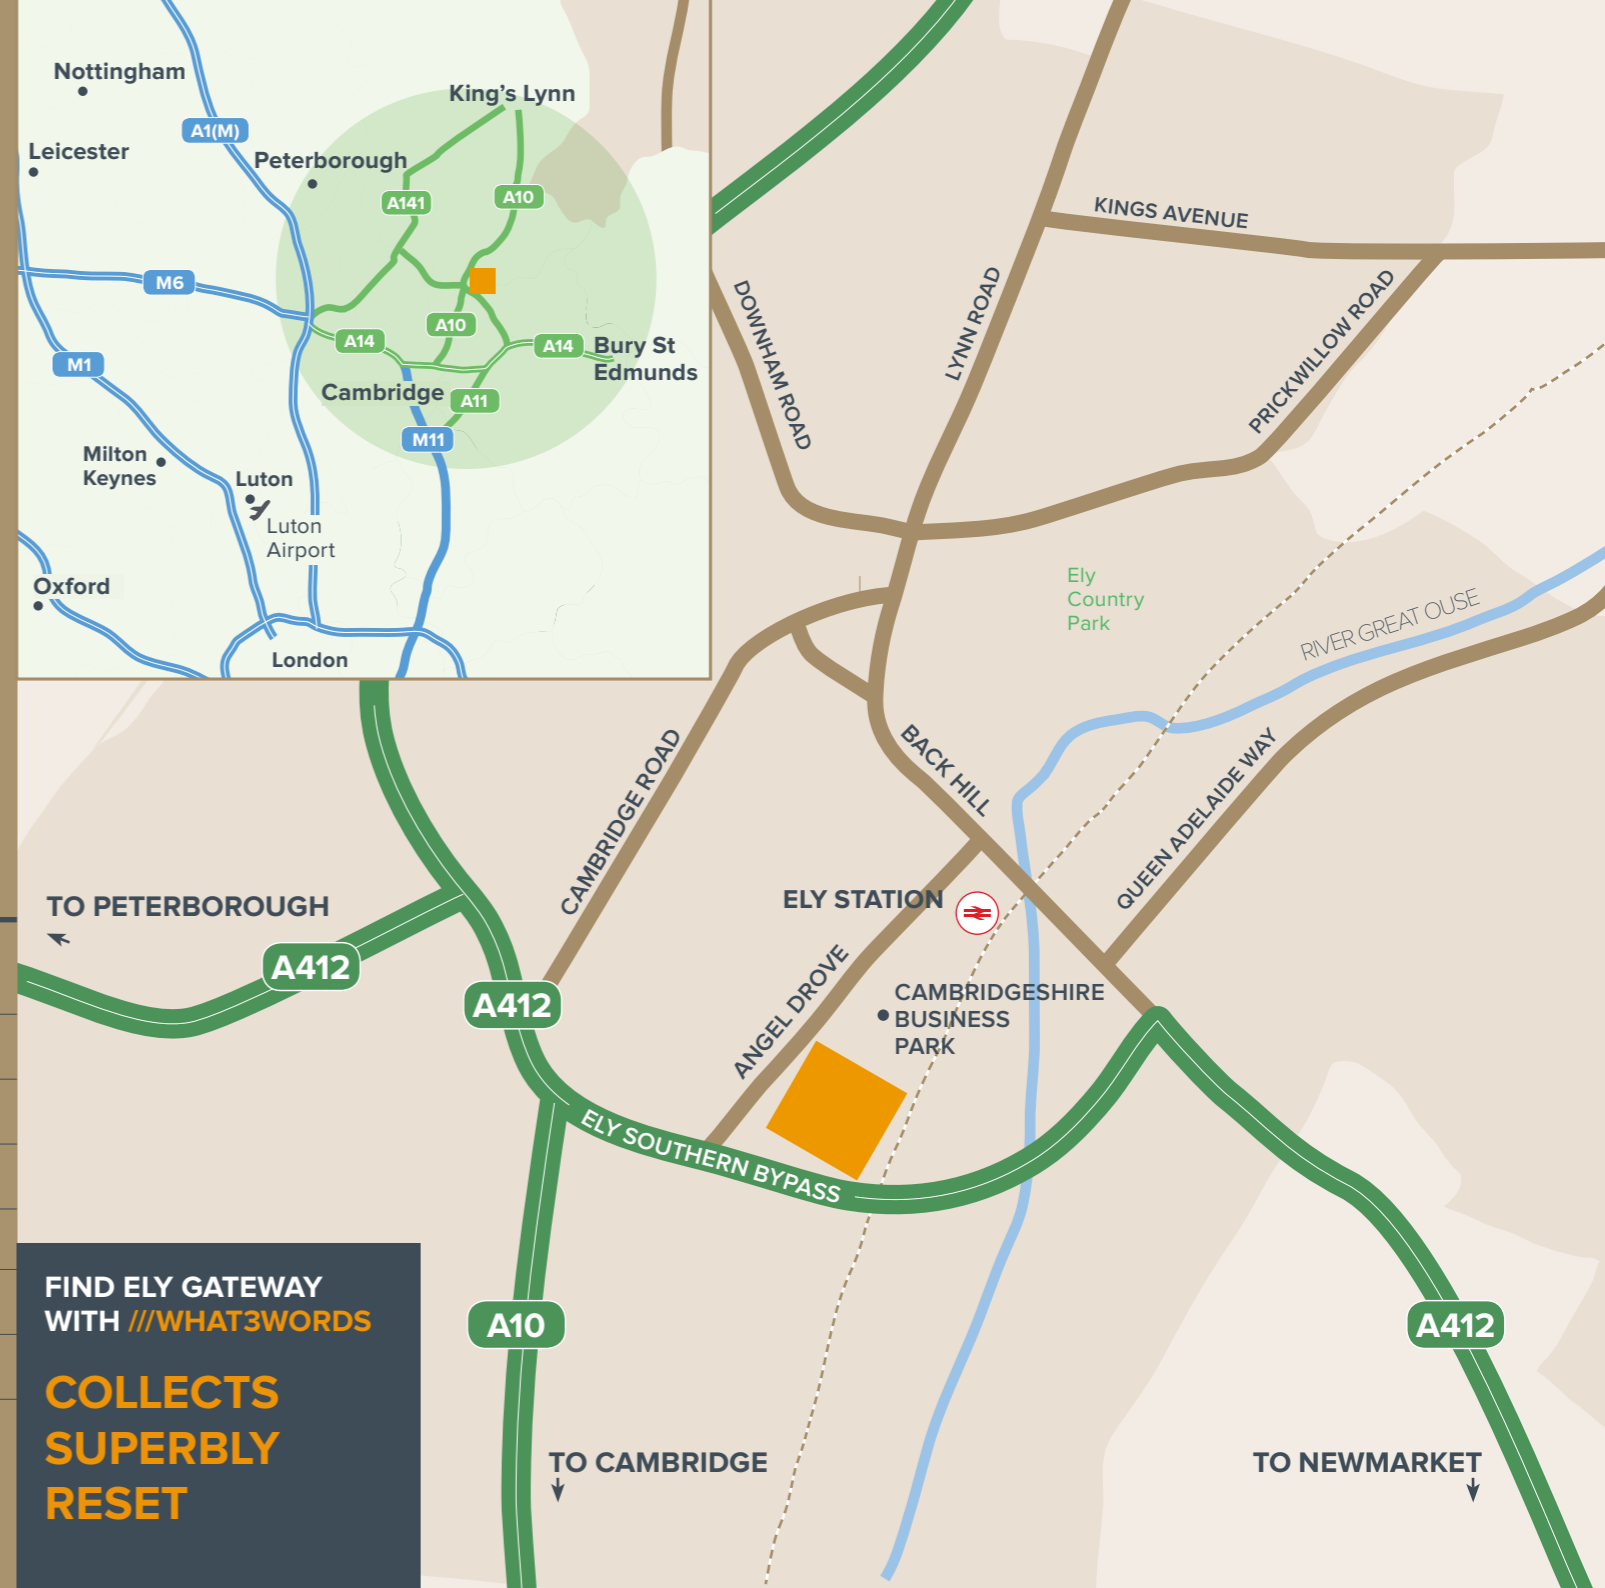 Nottingham
King's Lynn
A1(M)
Leicester
Peterborough
A141
A10
M6
A10
A14
A14
Bury St
Edmunds
M1
Cambridge
A11
M11
Milton
Keynes
Luton
Luton
Airport
Oxford
London
KINGS AVENUE
DOWNHAM ROAD
LYNN ROAD
PRICKWILLOW ROAD
Ely
Country
Park
RIVER GREAT OUSE
CAMBRIDGE ROAD
BACK HILL
QUEEN ADELAIDE WAY
TO PETERBOROUGH
ELY STATION
A412
A412
ANGEL DROVE
CAMBRIDGESHIRE
BUSINESS
PARK
ELY SOUTHERN BYPASS
FIND ELY GATEWAY
WITH ///WHAT3WORDS
COLLECTS
SUPERBLY
RESET
A10
A412
TO CAMBRIDGE
TO NEWMARKET